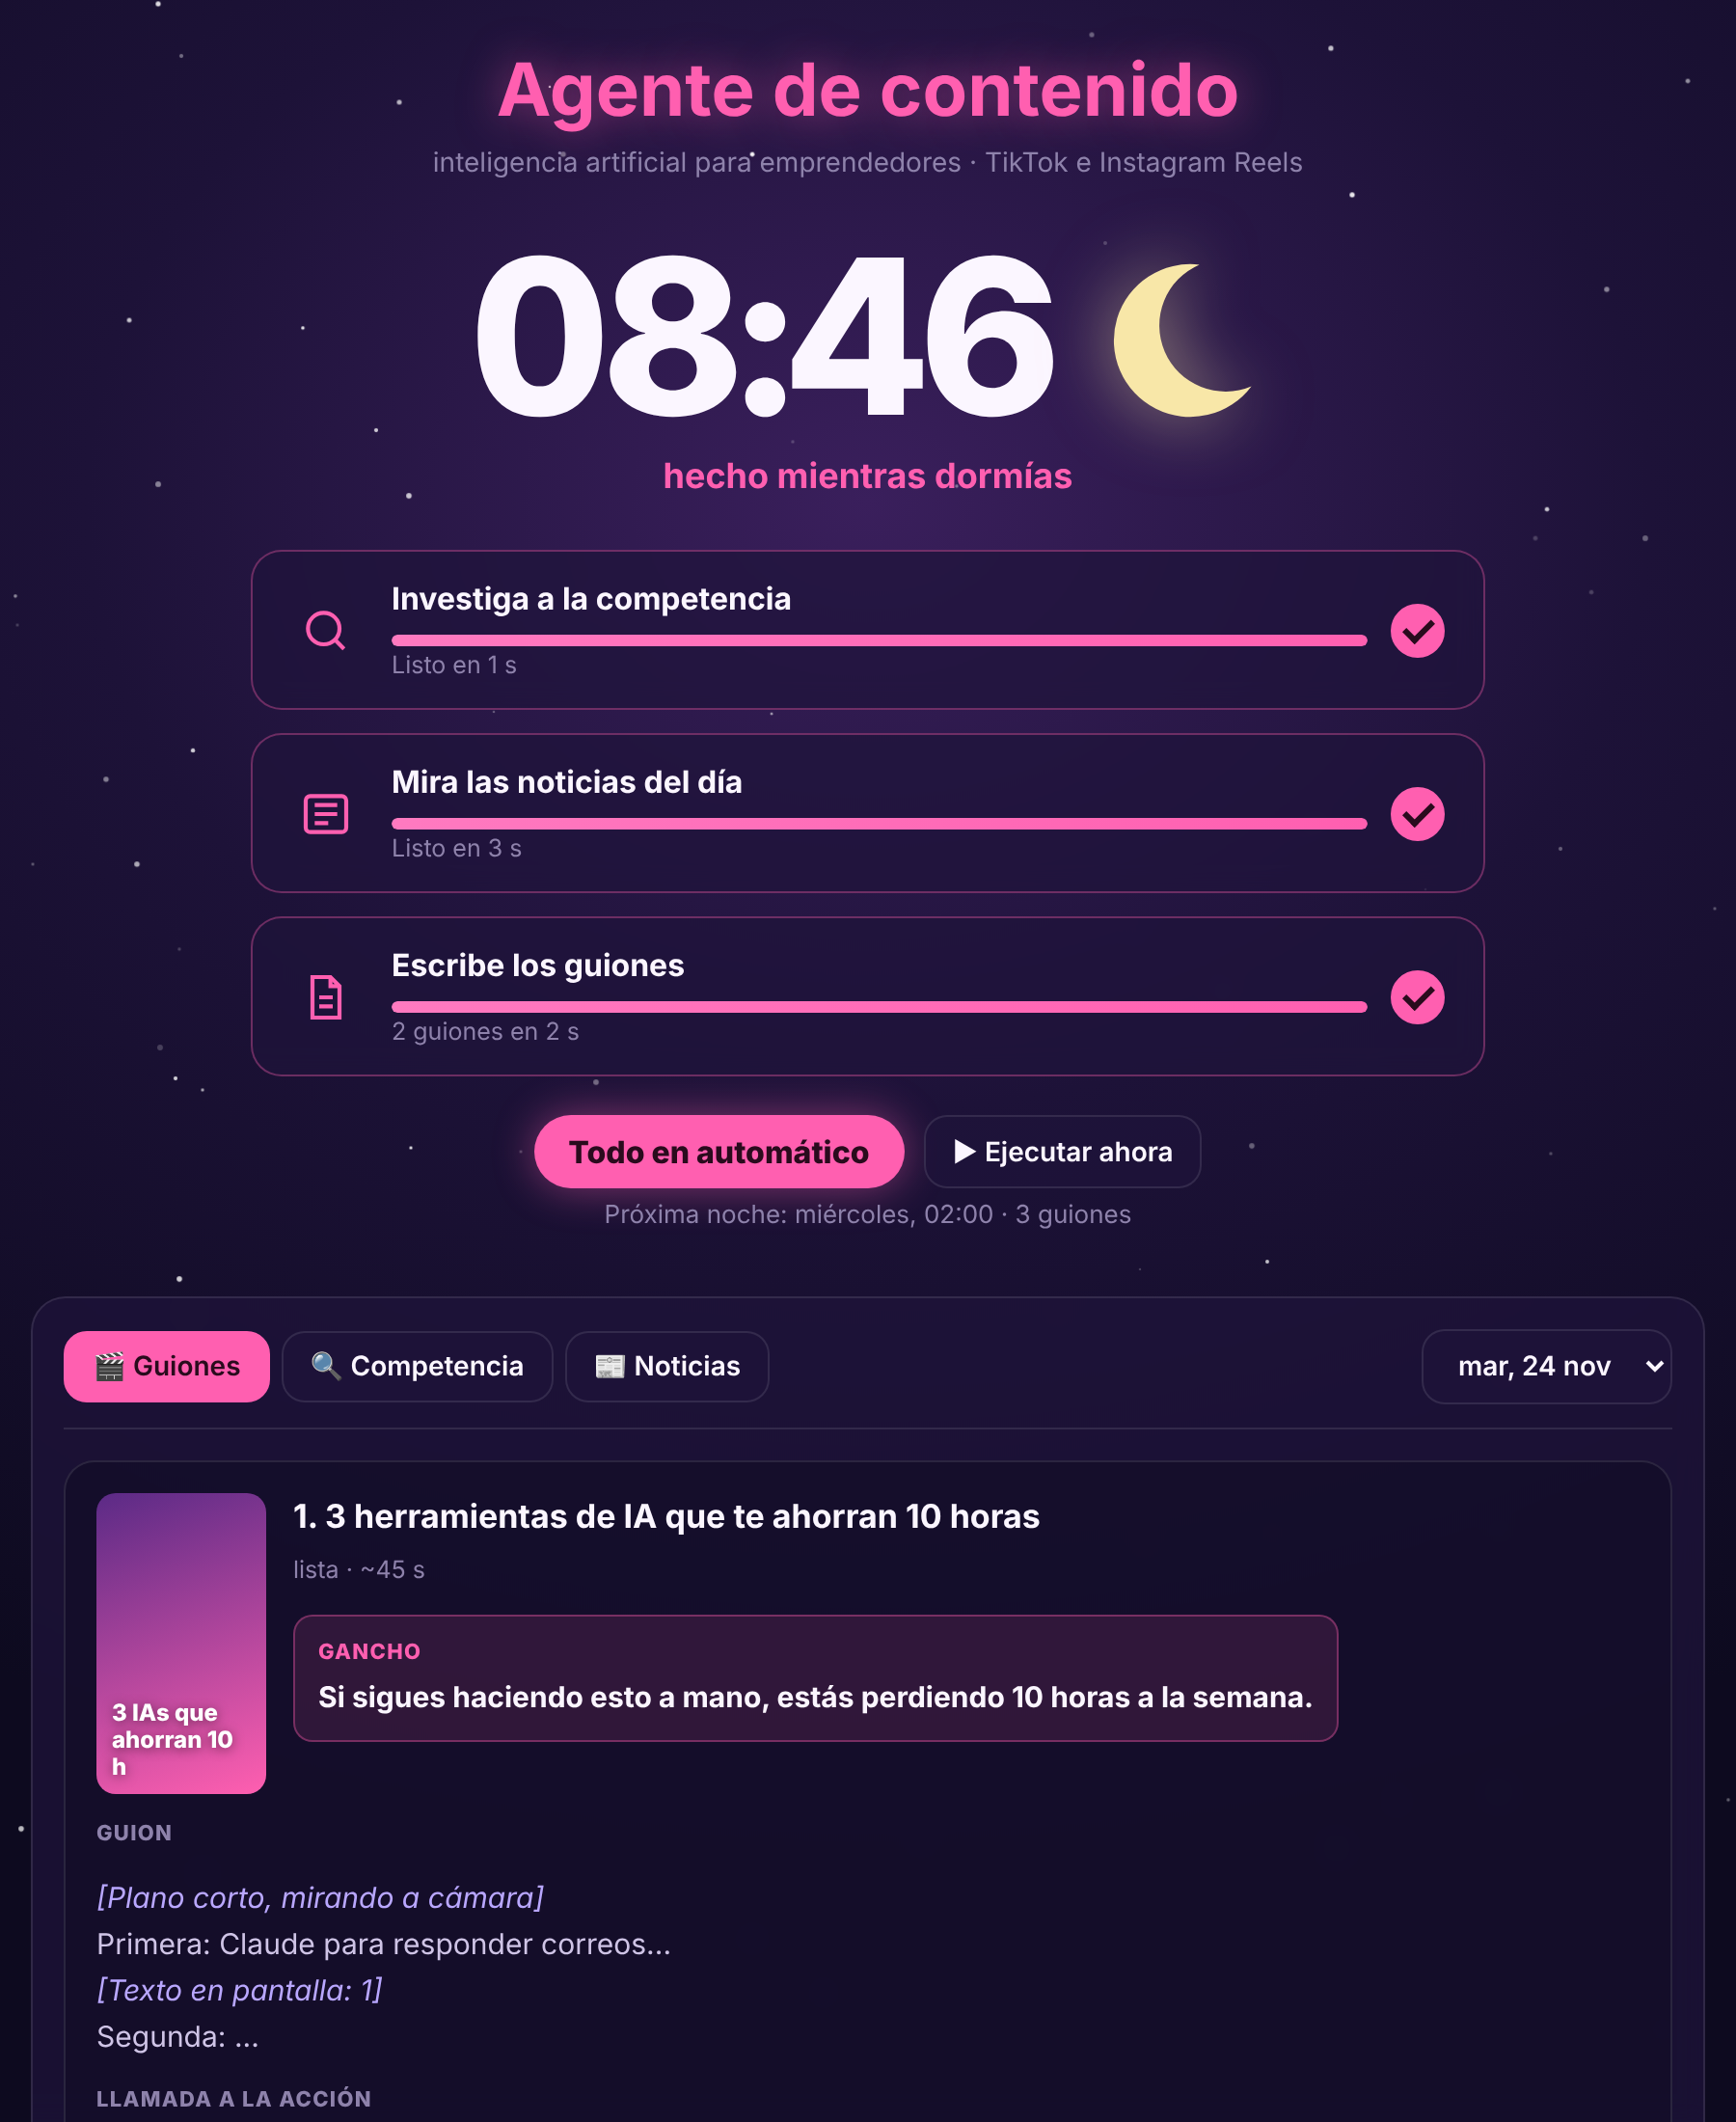 Agente de contenido
inteligencia artificial para emprendedores · TikTok e Instagram Reels
08:46
hecho mientras dormías
Investiga a la competencia
Listo en 1 s
Mira las noticias del día
Listo en 3 s
Escribe los guiones
2 guiones en 2 s
Todo en automático
▶ Ejecutar ahora
Próxima noche: miércoles, 02:00 · 3 guiones
🎬 Guiones
🔍 Competencia
📰 Noticias
mar, 24 nov
1. 3 herramientas de IA que te ahorran 10 horas
lista · ~45 s
GANCHO
Si sigues haciendo esto a mano, estás perdiendo 10 horas a la semana.
3 IAs que
ahorran 10
h
GUION
[Plano corto, mirando a cámara]
Primera: Claude para responder correos...
[Texto en pantalla: 1]
Segunda: ...
LLAMADA A LA ACCIÓN